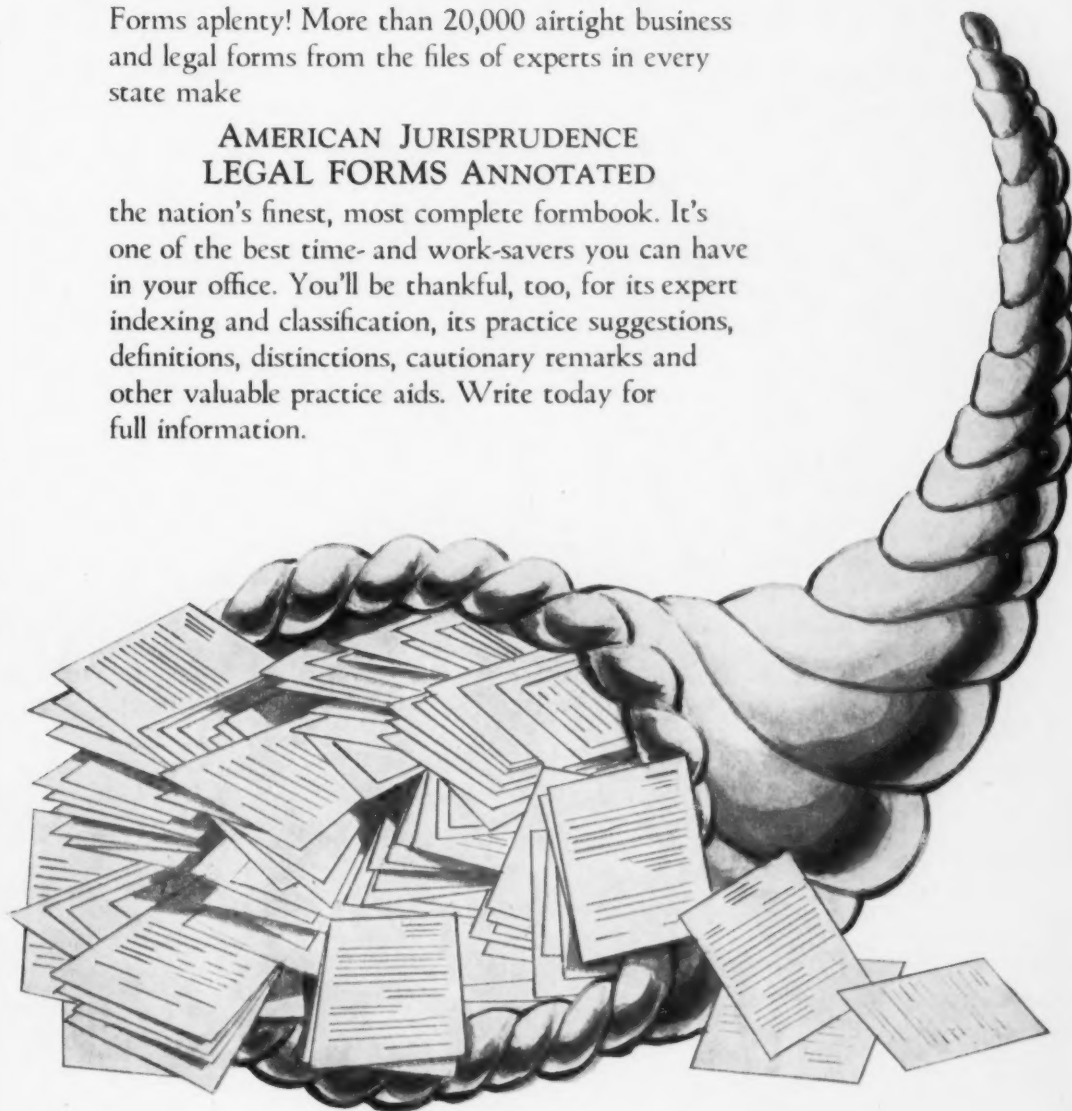 Forms aplenty! More than 20,000 airtight business
and legal forms from the files of experts in every
state make
AMERICAN JURISPRUDENCE
LEGAL FORMS ANNOTATED
the nation's finest, most complete formbook. It's
one of the best time- and work-savers you can have
in your office. You'll be thankful, too, for its expert
indexing and classification, its practice suggestions,
definitions, distinctions, cautionary remarks and
other valuable practice aids. Write today for
full information.